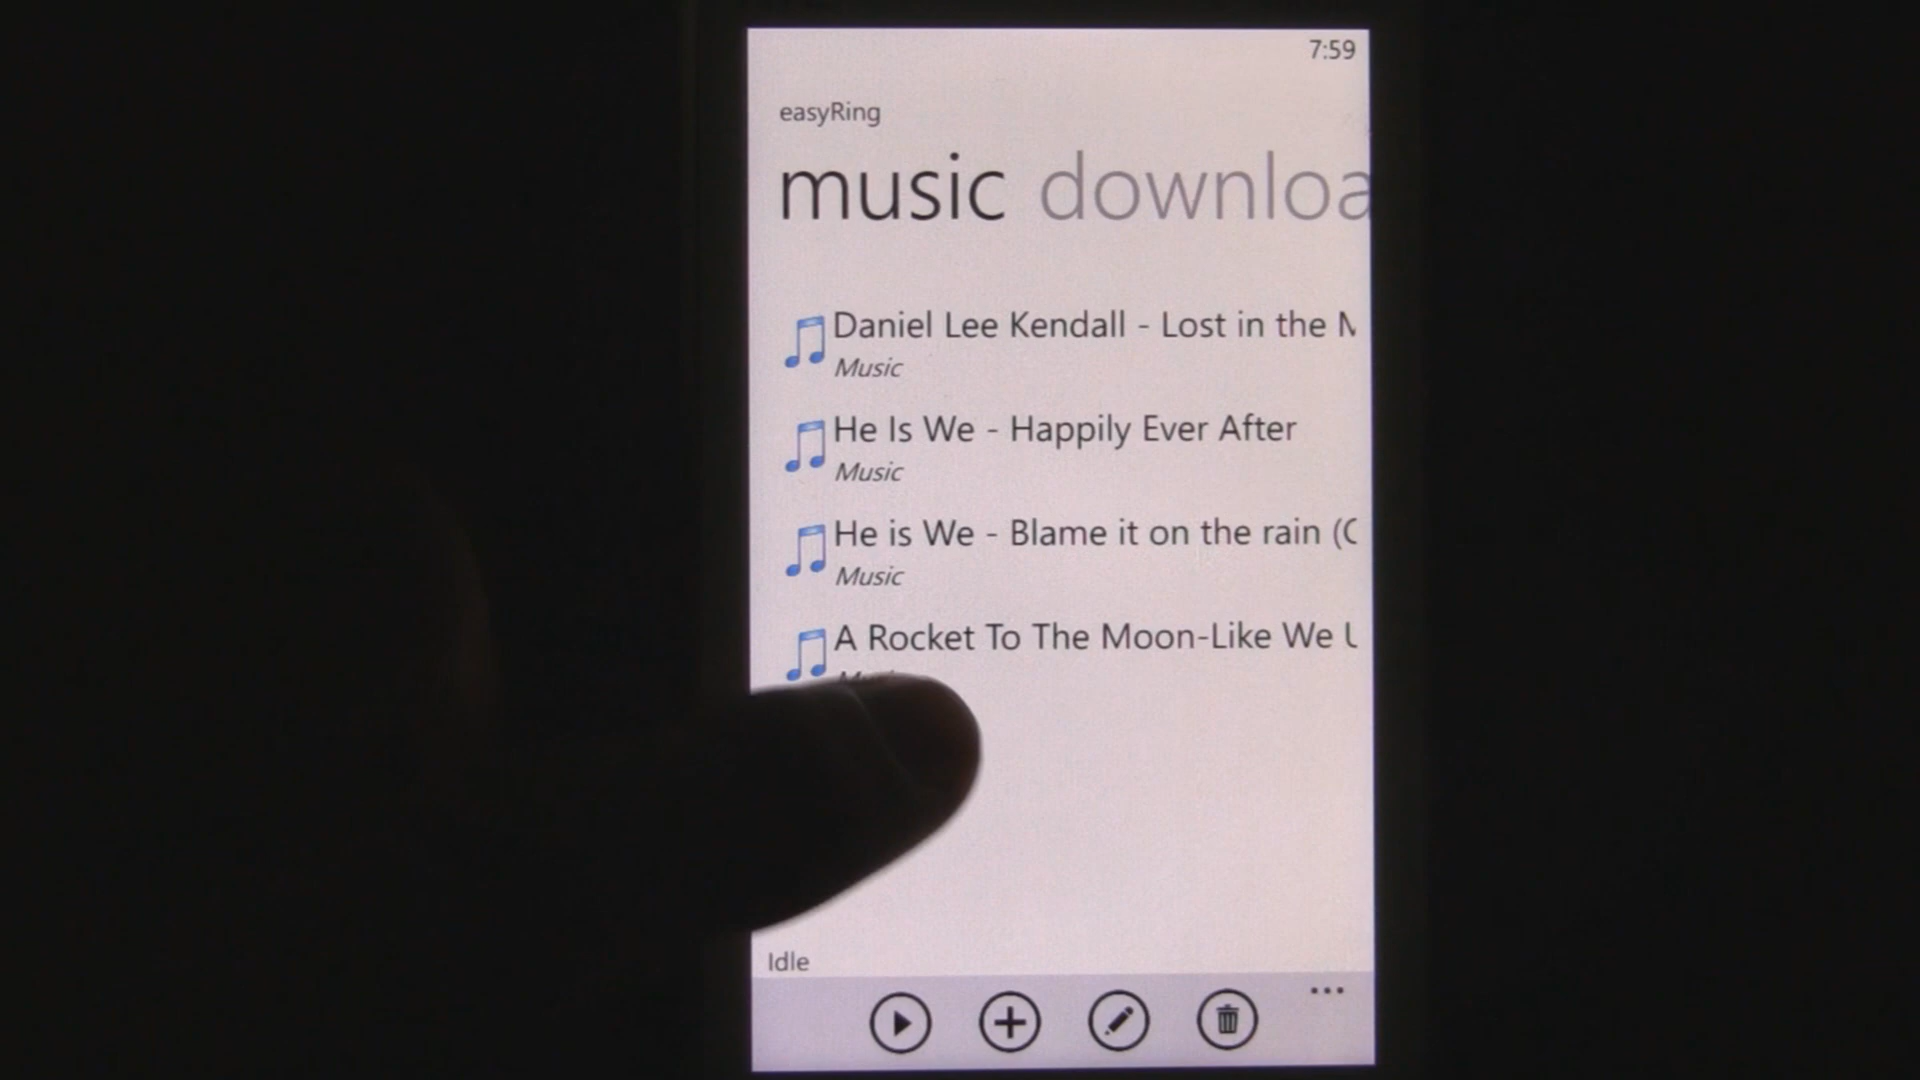 7:59
easyRing
music downloa
Daniel Lee Kendall - Lost in the M
Music
He Is We - Happily Ever After
Music
He is We - Blame it on the rain (C
Music
A Rocket To The Moon-Like We U
Idle